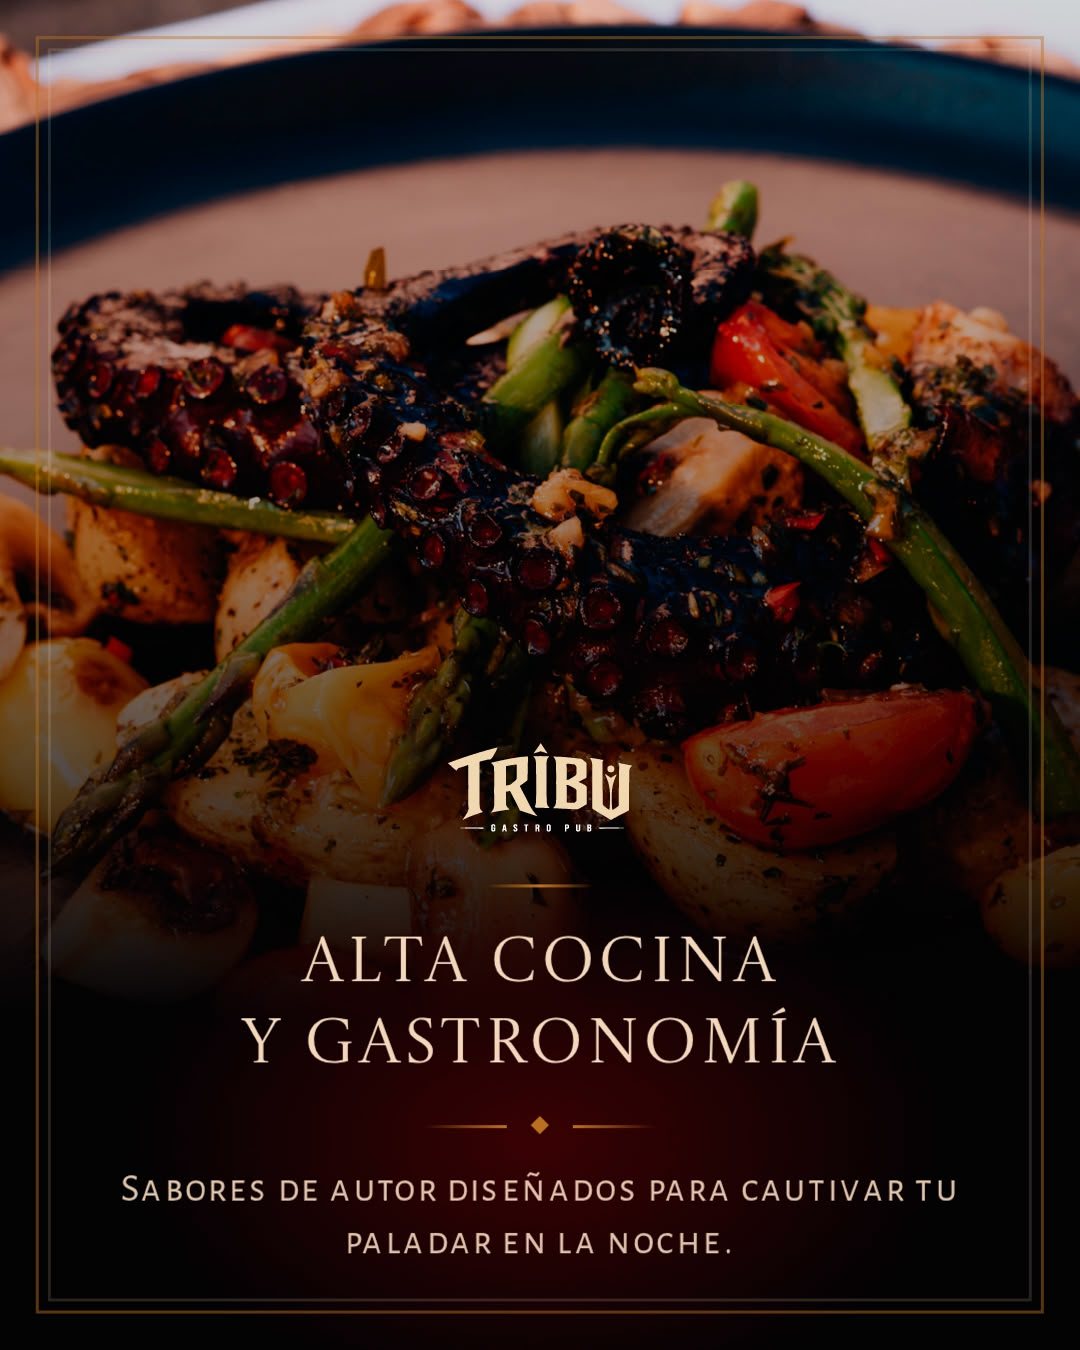 TRIBU
GASTRO PUB
ALTA COCINA
Y GASTRONOMÍA
SABORES DE AUTOR DISEÑADOS PARA CAUTIVAR TU
PALADAR EN LA NOCHE.